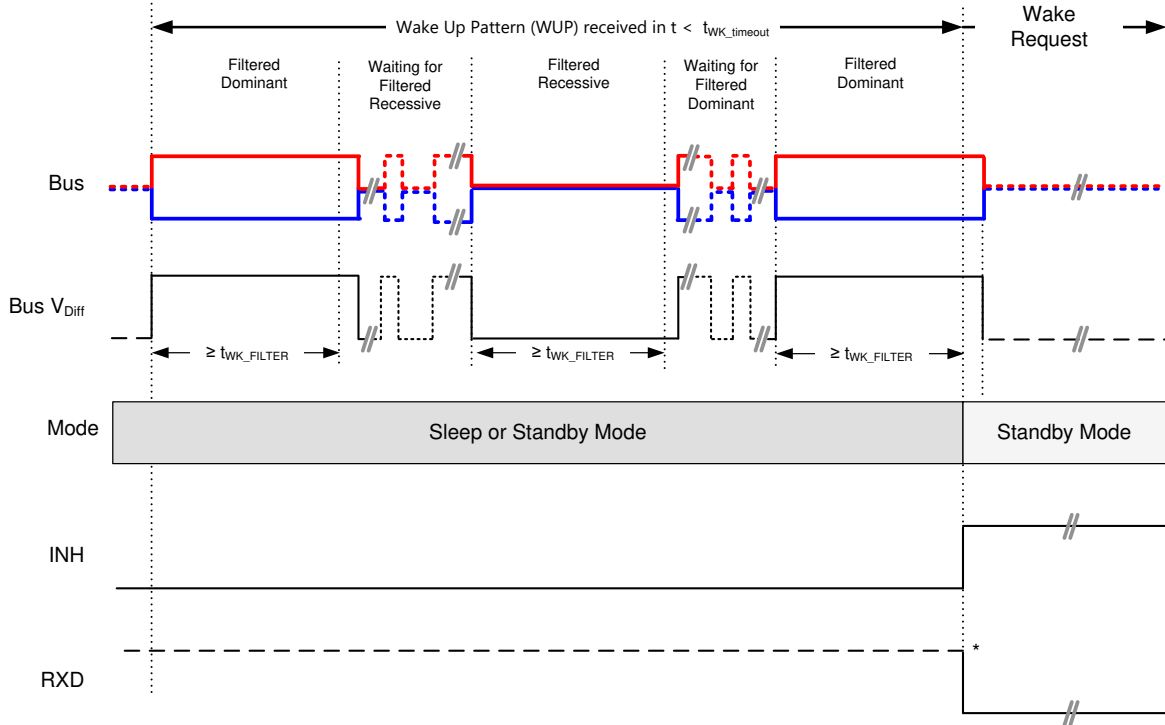 Wake Up Pattern (WUP) received in t < tWK_timeout
Wake
Request
Filtered
Dominant
Waiting for
Filtered
Recessive
Filtered
Recessive
Waiting for
Filtered
Dominant
Filtered
Dominant
Bus
Bus VDiff
≥ tWK_FILTER
≥ tWK_FILTER
≥ tWK_FILTER
Mode
Sleep or Standby Mode
Standby Mode
INH
*
RXD